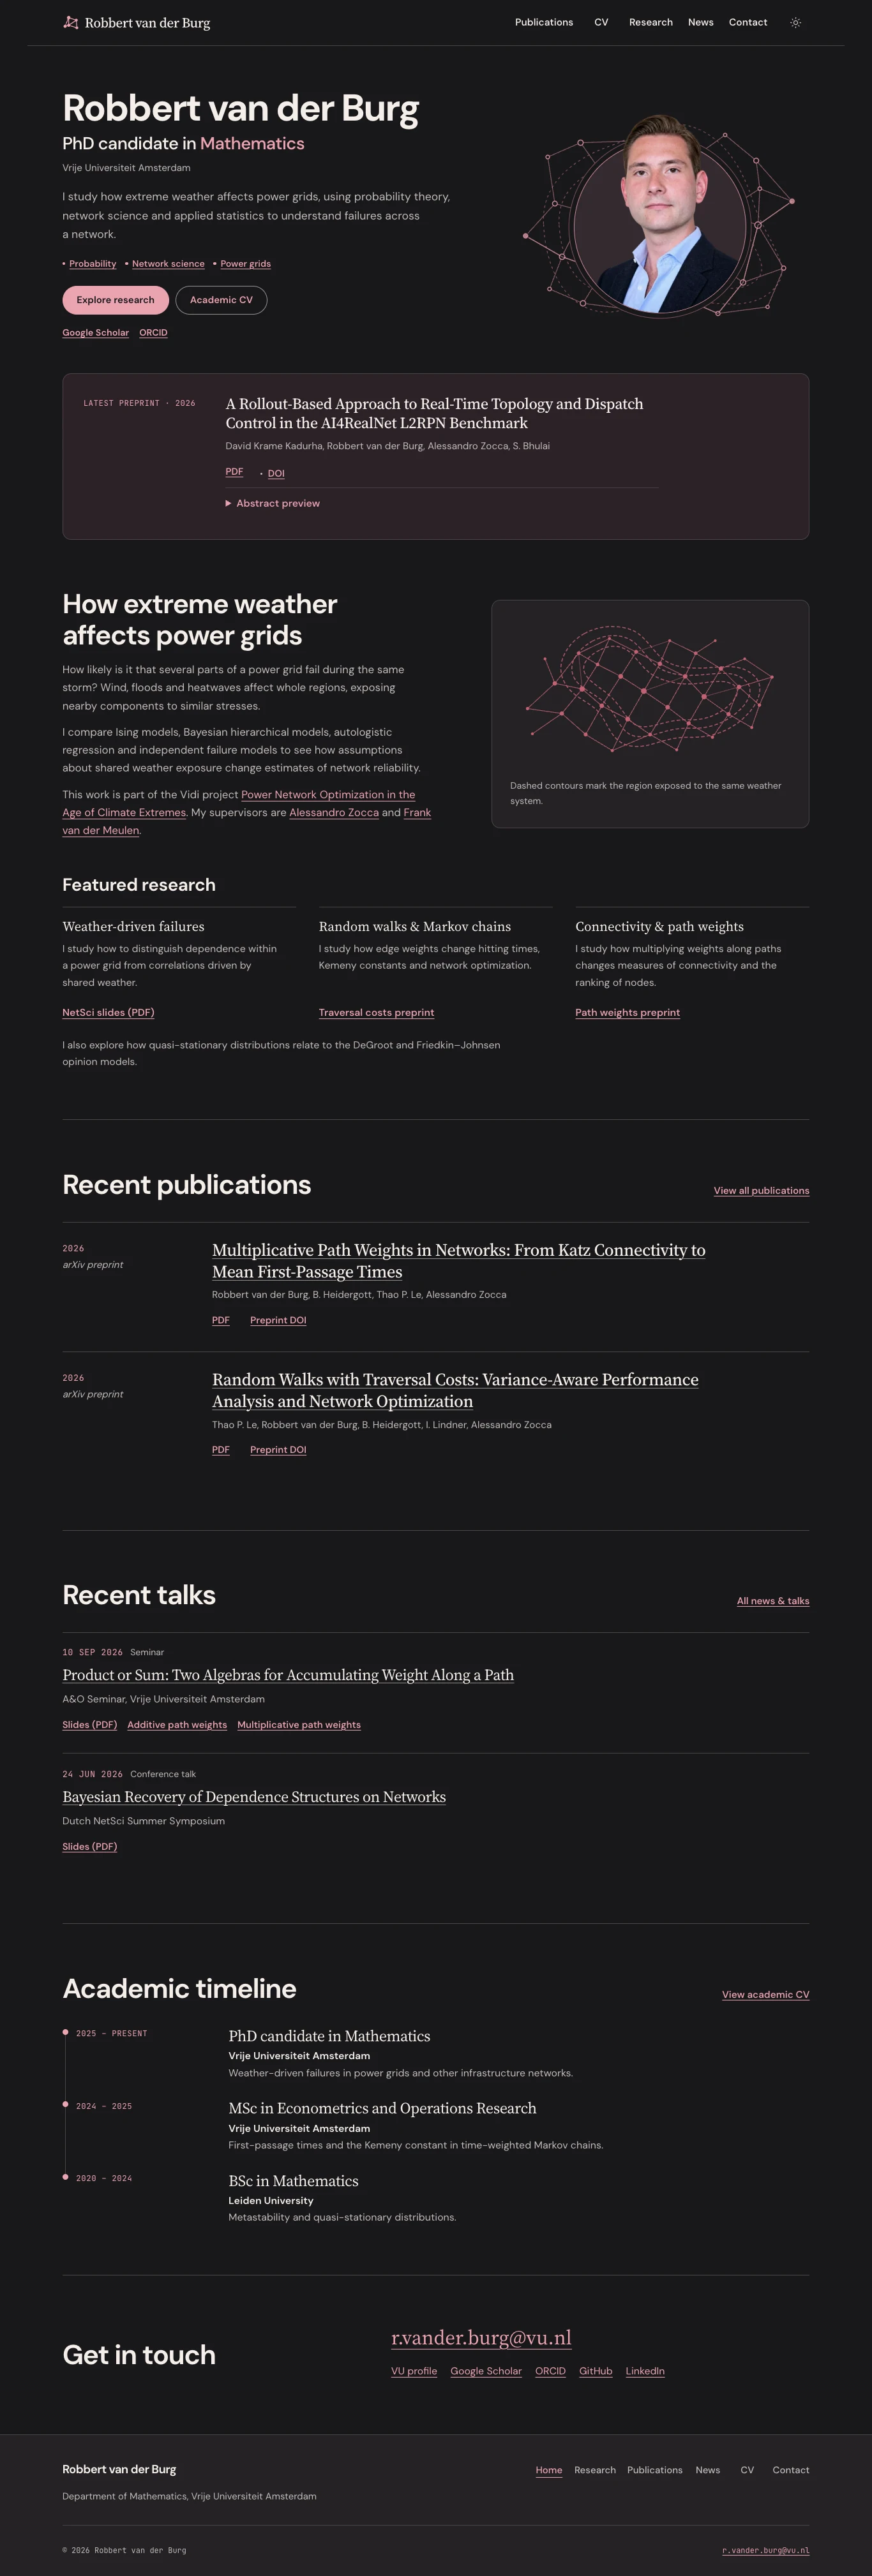 Robbert van der Burg
Publications CV Research News Contact
Robbert van der Burg
PhD candidate in Mathematics
Vrije Universiteit Amsterdam
I study how extreme weather affects power grids, using probability theory,
network science and applied statistics to understand failures across
a network.
• Probability • Network science • Power grids
Explore research Academic CV
Google Scholar ORCID
LATEST PREPRINT · 2026
A Rollout-Based Approach to Real-Time Topology and Dispatch
Control in the AI4RealNet L2RPN Benchmark
David Krame Kadurha, Robbert van der Burg, Alessandro Zocca, S. Bhulai
PDF • DOI
▶ Abstract preview
How extreme weather
affects power grids
How likely is it that several parts of a power grid fail during the same
storm? Wind, floods and heatwaves affect whole regions, exposing
nearby components to similar stresses.
I compare Ising models, Bayesian hierarchical models, autologistic
regression and independent failure models to see how assumptions
about shared weather exposure change estimates of network reliability.
This work is part of the Vidi project Power Network Optimization in the
Age of Climate Extremes. My supervisors are Alessandro Zocca and Frank
van der Meulen.
Dashed contours mark the region exposed to the same weather
system.
Featured research
Weather-driven failures
I study how to distinguish dependence within
a power grid from correlations driven by
shared weather.
NetSci slides (PDF)
Random walks & Markov chains
I study how edge weights change hitting times,
Kemeny constants and network optimization.
Traversal costs preprint
Connectivity & path weights
I study how multiplying weights along paths
changes measures of connectivity and the
ranking of nodes.
Path weights preprint
I also explore how quasi-stationary distributions relate to the DeGroot and Friedkin–Johnsen
opinion models.
Recent publications
View all publications
2026
arXiv preprint
Multiplicative Path Weights in Networks: From Katz Connectivity to
Mean First-Passage Times
Robbert van der Burg, B. Heidergott, Thao P. Le, Alessandro Zocca
PDF Preprint DOI
2026
arXiv preprint
Random Walks with Traversal Costs: Variance-Aware Performance
Analysis and Network Optimization
Thao P. Le, Robbert van der Burg, B. Heidergott, I. Lindner, Alessandro Zocca
PDF Preprint DOI
Recent talks
All news & talks
10 SEP 2026 Seminar
Product or Sum: Two Algebras for Accumulating Weight Along a Path
A&O Seminar, Vrije Universiteit Amsterdam
Slides (PDF) Additive path weights Multiplicative path weights
24 JUN 2026 Conference talk
Bayesian Recovery of Dependence Structures on Networks
Dutch NetSci Summer Symposium
Slides (PDF)
Academic timeline
View academic CV
2025 – PRESENT
PhD candidate in Mathematics
Vrije Universiteit Amsterdam
Weather-driven failures in power grids and other infrastructure networks.
2024 – 2025
MSc in Econometrics and Operations Research
Vrije Universiteit Amsterdam
First-passage times and the Kemeny constant in time-weighted Markov chains.
2020 – 2024
BSc in Mathematics
Leiden University
Metastability and quasi-stationary distributions.
Get in touch
r.vander.burg@vu.nl
VU profile Google Scholar ORCID GitHub LinkedIn
Robbert van der Burg
Home Research Publications News CV Contact
Department of Mathematics, Vrije Universiteit Amsterdam
© 2026 Robbert van der Burg
r.vander.burg@vu.nl